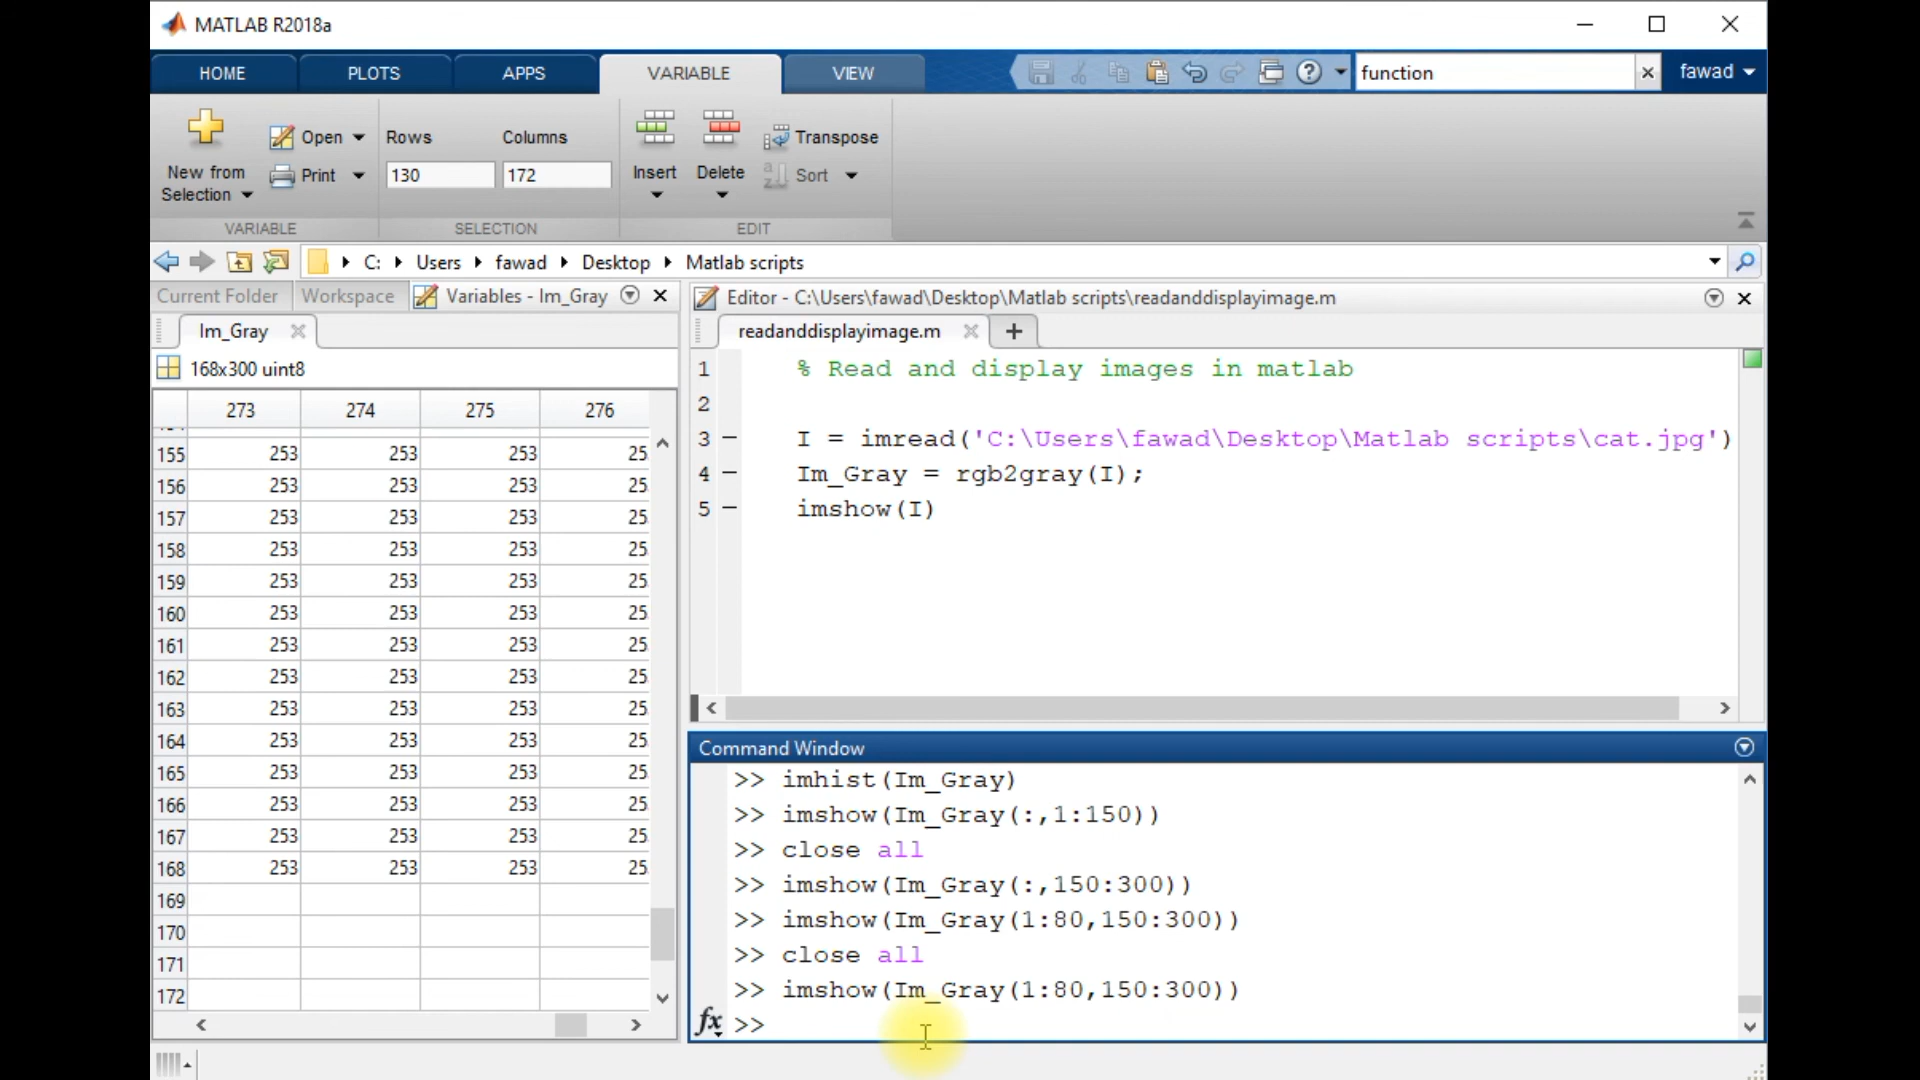 MATLAB R2018a
HOME PLOTS APPS VARIABLE VIEW function fawad
New from Selection Open Print Rows 130 Columns 172 Insert Delete Transpose Sort
VARIABLE SELECTION EDIT
C: Users fawad Desktop Matlab scripts
Current Folder Workspace Variables - Im_Gray
Im_Gray
168x300 uint8
273 274 275 276
155 253 253 253
156 253 253 253
157 253 253 253
158 253 253 253
159 253 253 253
160 253 253 253
161 253 253 253
162 253 253 253
163 253 253 253
164 253 253 253
165 253 253 253
166 253 253 253
167 253 253 253
168 253 253 253
169
170
171
172
Editor - C:\Users\fawad\Desktop\Matlab scripts\readanddisplayimage.m
readanddisplayimage.m
1 % Read and display images in matlab
2
3 I = imread('C:\Users\fawad\Desktop\Matlab scripts\cat.jpg')
4 Im_Gray = rgb2gray(I);
5 imshow(I)
Command Window
>> imhist(Im_Gray)
>> imshow(Im_Gray(:,1:150))
>> close all
>> imshow(Im_Gray(:,150:300))
>> imshow(Im_Gray(1:80,150:300))
>> close all
>> imshow(Im_Gray(1:80,150:300))
fx >>